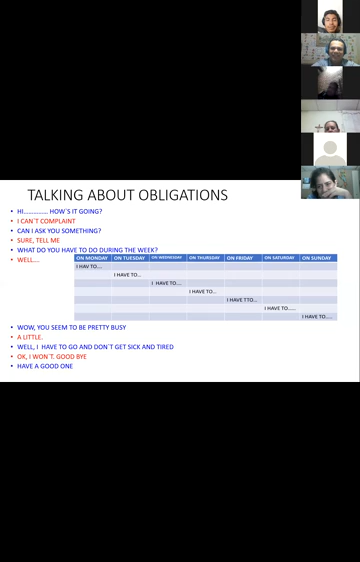 TALKING ABOUT OBLIGATIONS
• HI.............. HOW´S IT GOING?
• I CAN´T COMPLAINT
• CAN I ASK YOU SOMETHING?
• SURE, TELL ME
• WHAT DO YOU HAVE TO DO DURING THE WEEK?
• WELL....
ON MONDAY ON TUESDAY ON WEDNESDAY ON THURSDAY ON FRIDAY ON SATURDAY ON SUNDAY
I HAV TO....
I HAVE TO...
I HAVE TO....
I HAVE TO...
I HAVE TTO...
I HAVE TO......
I HAVE TO.....
• WOW, YOU SEEM TO BE PRETTY BUSY
• A LITTLE.
• WELL, I HAVE TO GO AND DON´T GET SICK AND TIRED
• OK, I WON´T. GOOD BYE
• HAVE A GOOD ONE